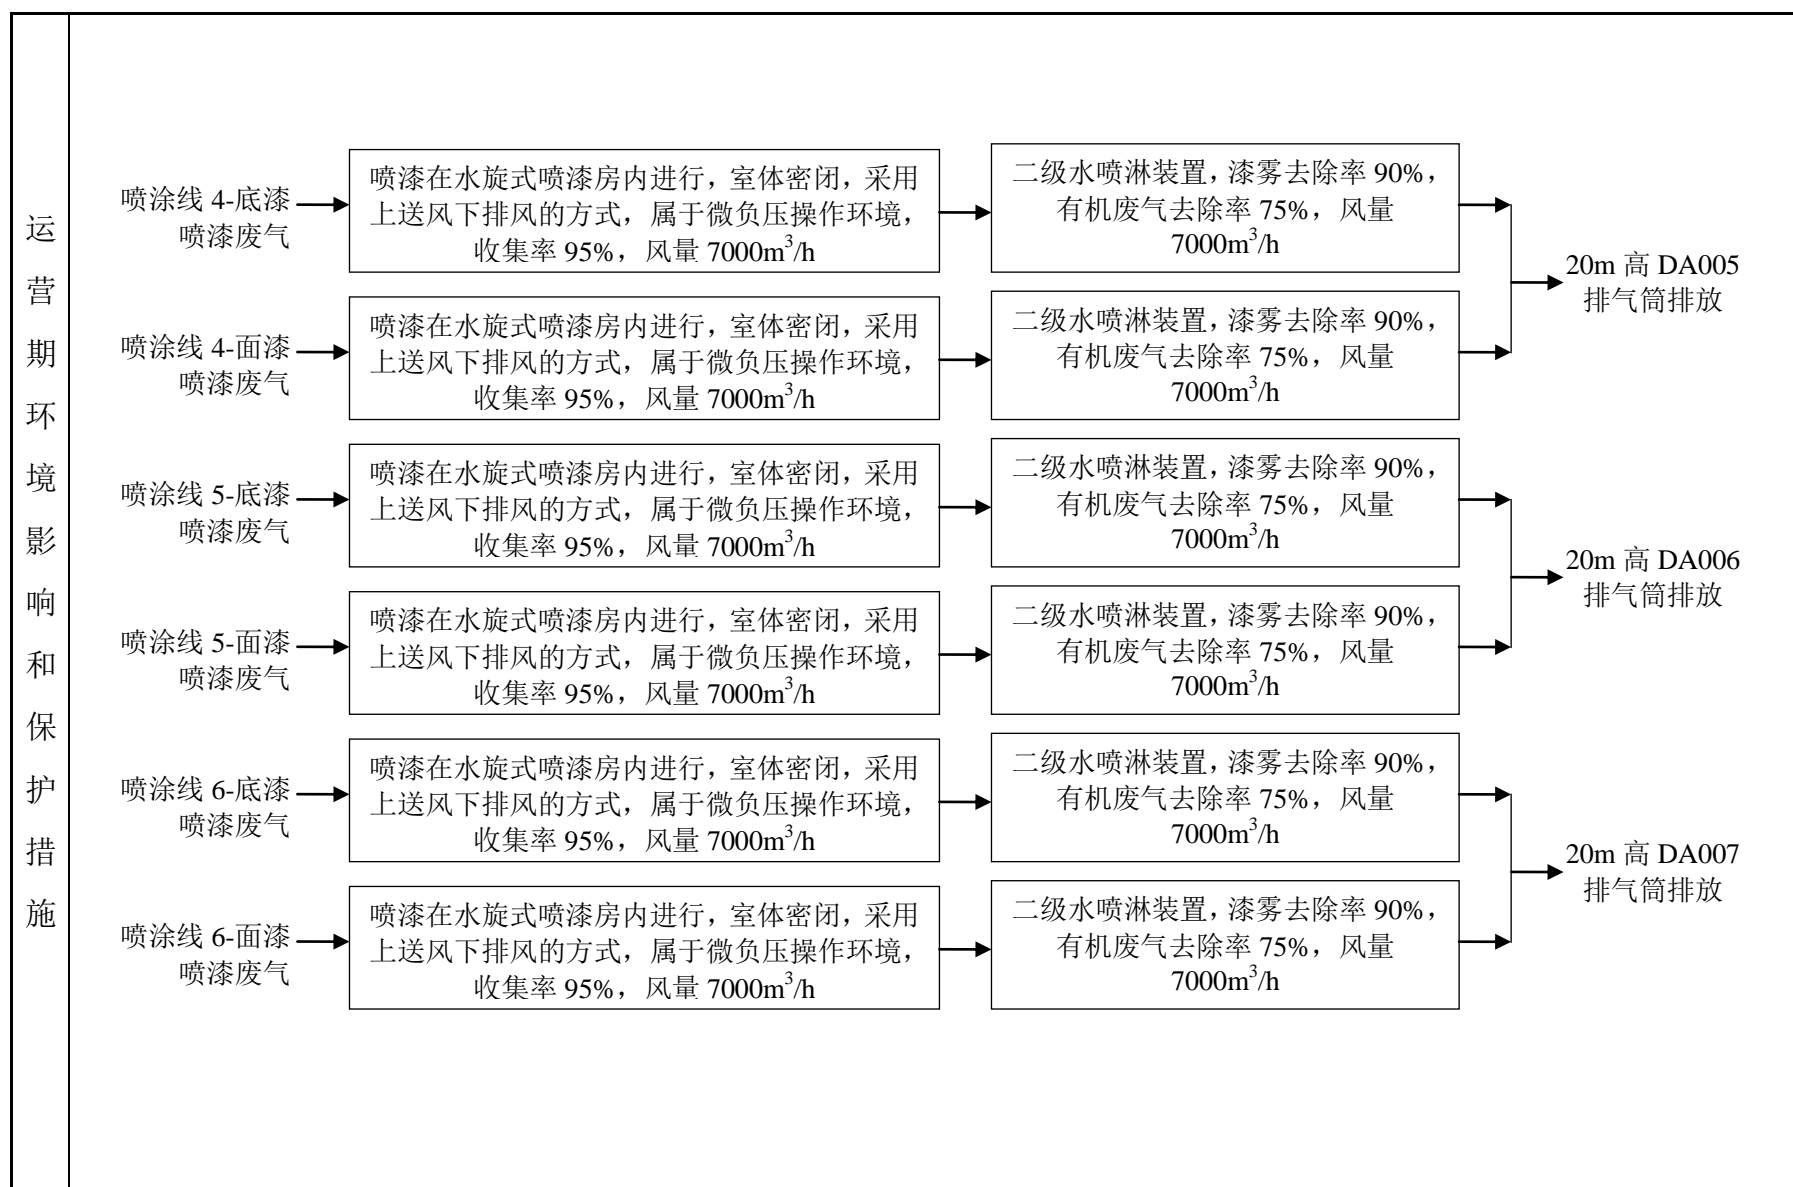 运
营
期
环
境
影
响
和
保
护
措
施
喷涂线 4-底漆
喷漆废气
喷漆在水旋式喷漆房内进行，室体密闭，采用
上送风下排风的方式，属于微负压操作环境，
收集率 95%，风量 7000m³/h
二级水喷淋装置，漆雾去除率 90%，
有机废气去除率 75%，风量
7000m³/h
喷涂线 4-面漆
喷漆废气
喷漆在水旋式喷漆房内进行，室体密闭，采用
上送风下排风的方式，属于微负压操作环境，
收集率 95%，风量 7000m³/h
二级水喷淋装置，漆雾去除率 90%，
有机废气去除率 75%，风量
7000m³/h
20m 高 DA005
排气筒排放
喷涂线 5-底漆
喷漆废气
喷漆在水旋式喷漆房内进行，室体密闭，采用
上送风下排风的方式，属于微负压操作环境，
收集率 95%，风量 7000m³/h
二级水喷淋装置，漆雾去除率 90%，
有机废气去除率 75%，风量
7000m³/h
喷涂线 5-面漆
喷漆废气
喷漆在水旋式喷漆房内进行，室体密闭，采用
上送风下排风的方式，属于微负压操作环境，
收集率 95%，风量 7000m³/h
二级水喷淋装置，漆雾去除率 90%，
有机废气去除率 75%，风量
7000m³/h
20m 高 DA006
排气筒排放
喷涂线 6-底漆
喷漆废气
喷漆在水旋式喷漆房内进行，室体密闭，采用
上送风下排风的方式，属于微负压操作环境，
收集率 95%，风量 7000m³/h
二级水喷淋装置，漆雾去除率 90%，
有机废气去除率 75%，风量
7000m³/h
喷涂线 6-面漆
喷漆废气
喷漆在水旋式喷漆房内进行，室体密闭，采用
上送风下排风的方式，属于微负压操作环境，
收集率 95%，风量 7000m³/h
二级水喷淋装置，漆雾去除率 90%，
有机废气去除率 75%，风量
7000m³/h
20m 高 DA007
排气筒排放